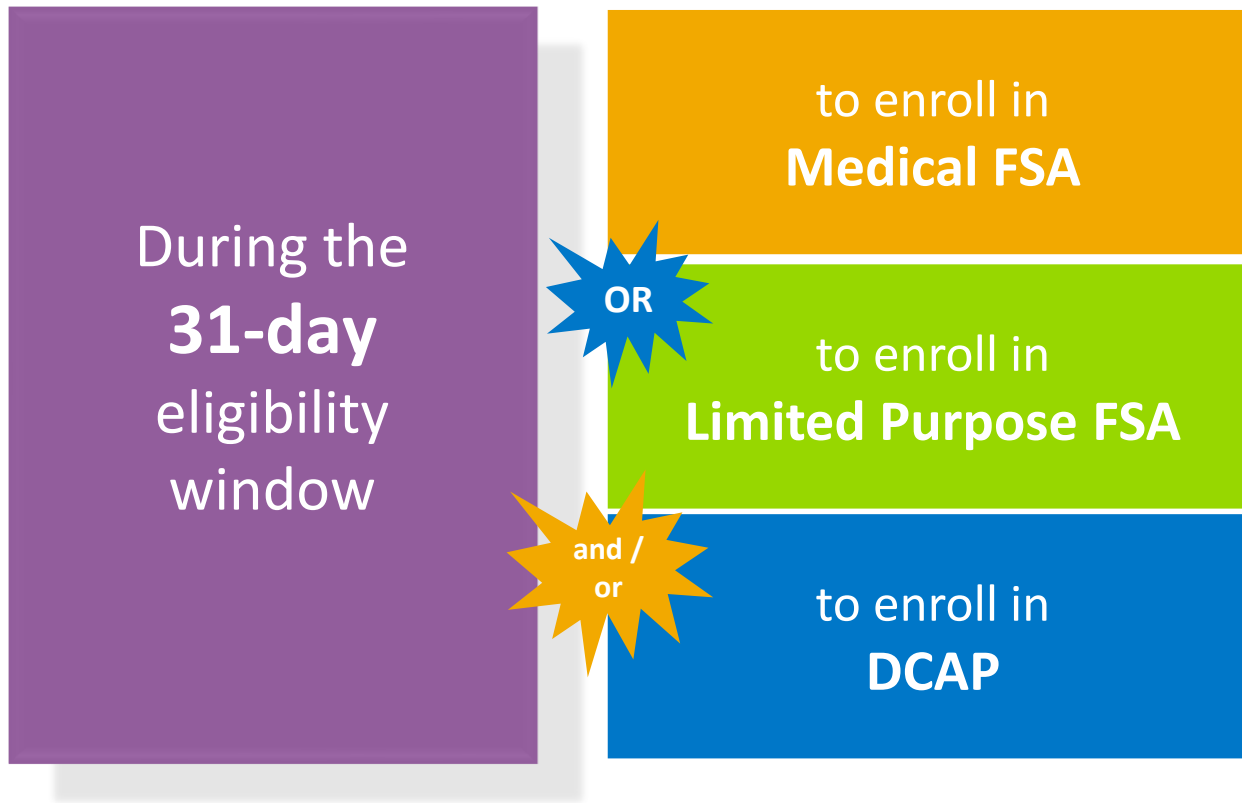 During the
31-day
eligibility
window
to enroll in
Medical FSA
OR
to enroll in
Limited Purpose FSA
and /
or
to enroll in
DCAP